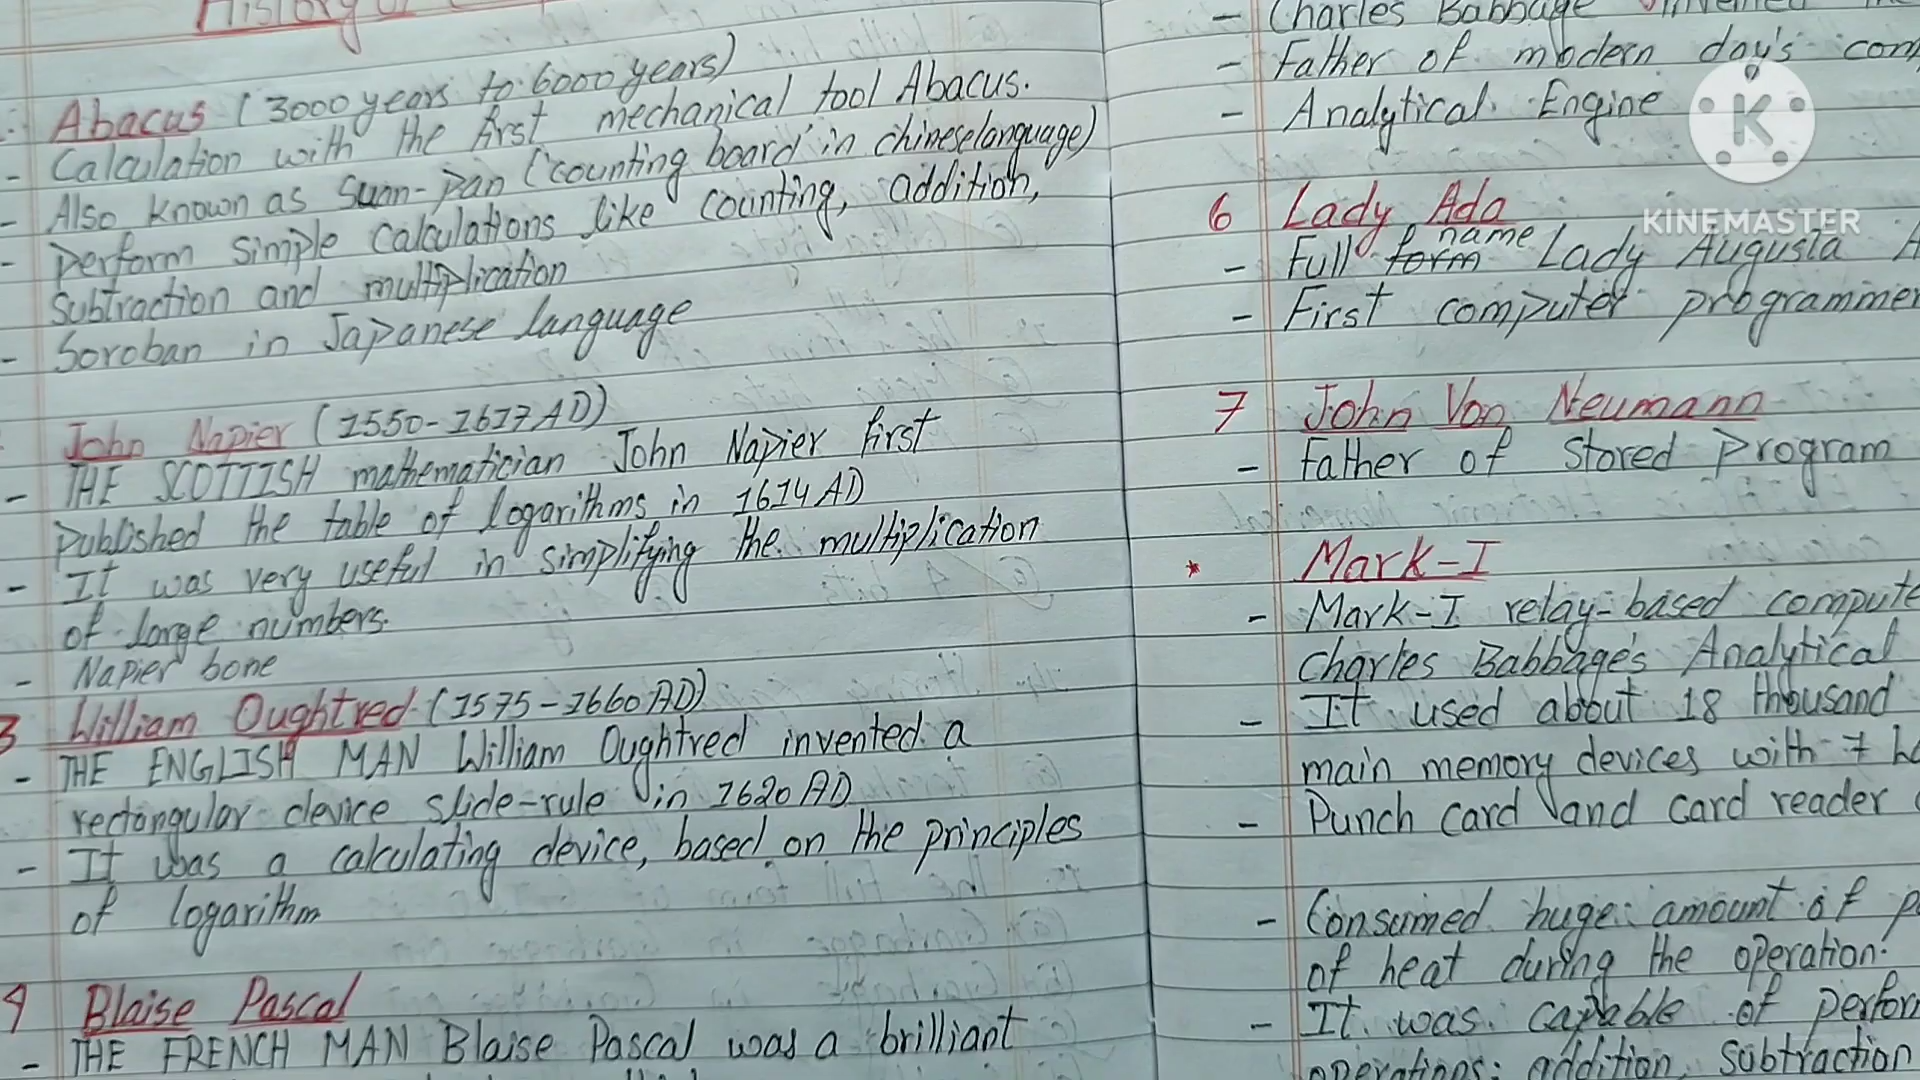 History of
Abacus (3000 years to 6000 years)
- Calculation with the first mechanical tool Abacus.
- Also known as Suan-pan ('counting board' in chinese language)
- Perform simple calculations like counting, addition,
subtraction and multiplication
- Soroban in Japanese language
John Napier (1550-1617 AD)
- THE SCOTTISH mathematician John Napier first
published the table of logarithms in 1614 AD
- It was very useful in simplifying the multiplication
of large numbers.
- Napier bone
3 William Oughtred (1575-1660 AD)
- THE ENGLISH MAN William Oughtred invented a
rectangular device slide-rule in 1620 AD
- It was a calculating device, based on the principles
of logarithm
4 Blaise Pascal
- THE FRENCH MAN Blaise Pascal was a brilliant
- Charles Babbage invented the
- Father of modern day's com
- Analytical Engine
6 Lady Ada
- Full form name Lady Augusta A
- First computer programmer
7 John Von Neumann
- Father of Stored Program
* Mark-I
- Mark-I relay-based compute
Charles Babbage's Analytical
- It used about 18 thousand
main memory devices with 7
- Punch card and card reader
- Consumed huge amount of p
of heat during the operation.
- It was capable of perfor
operations: addition, subtraction
K
KINEMASTER